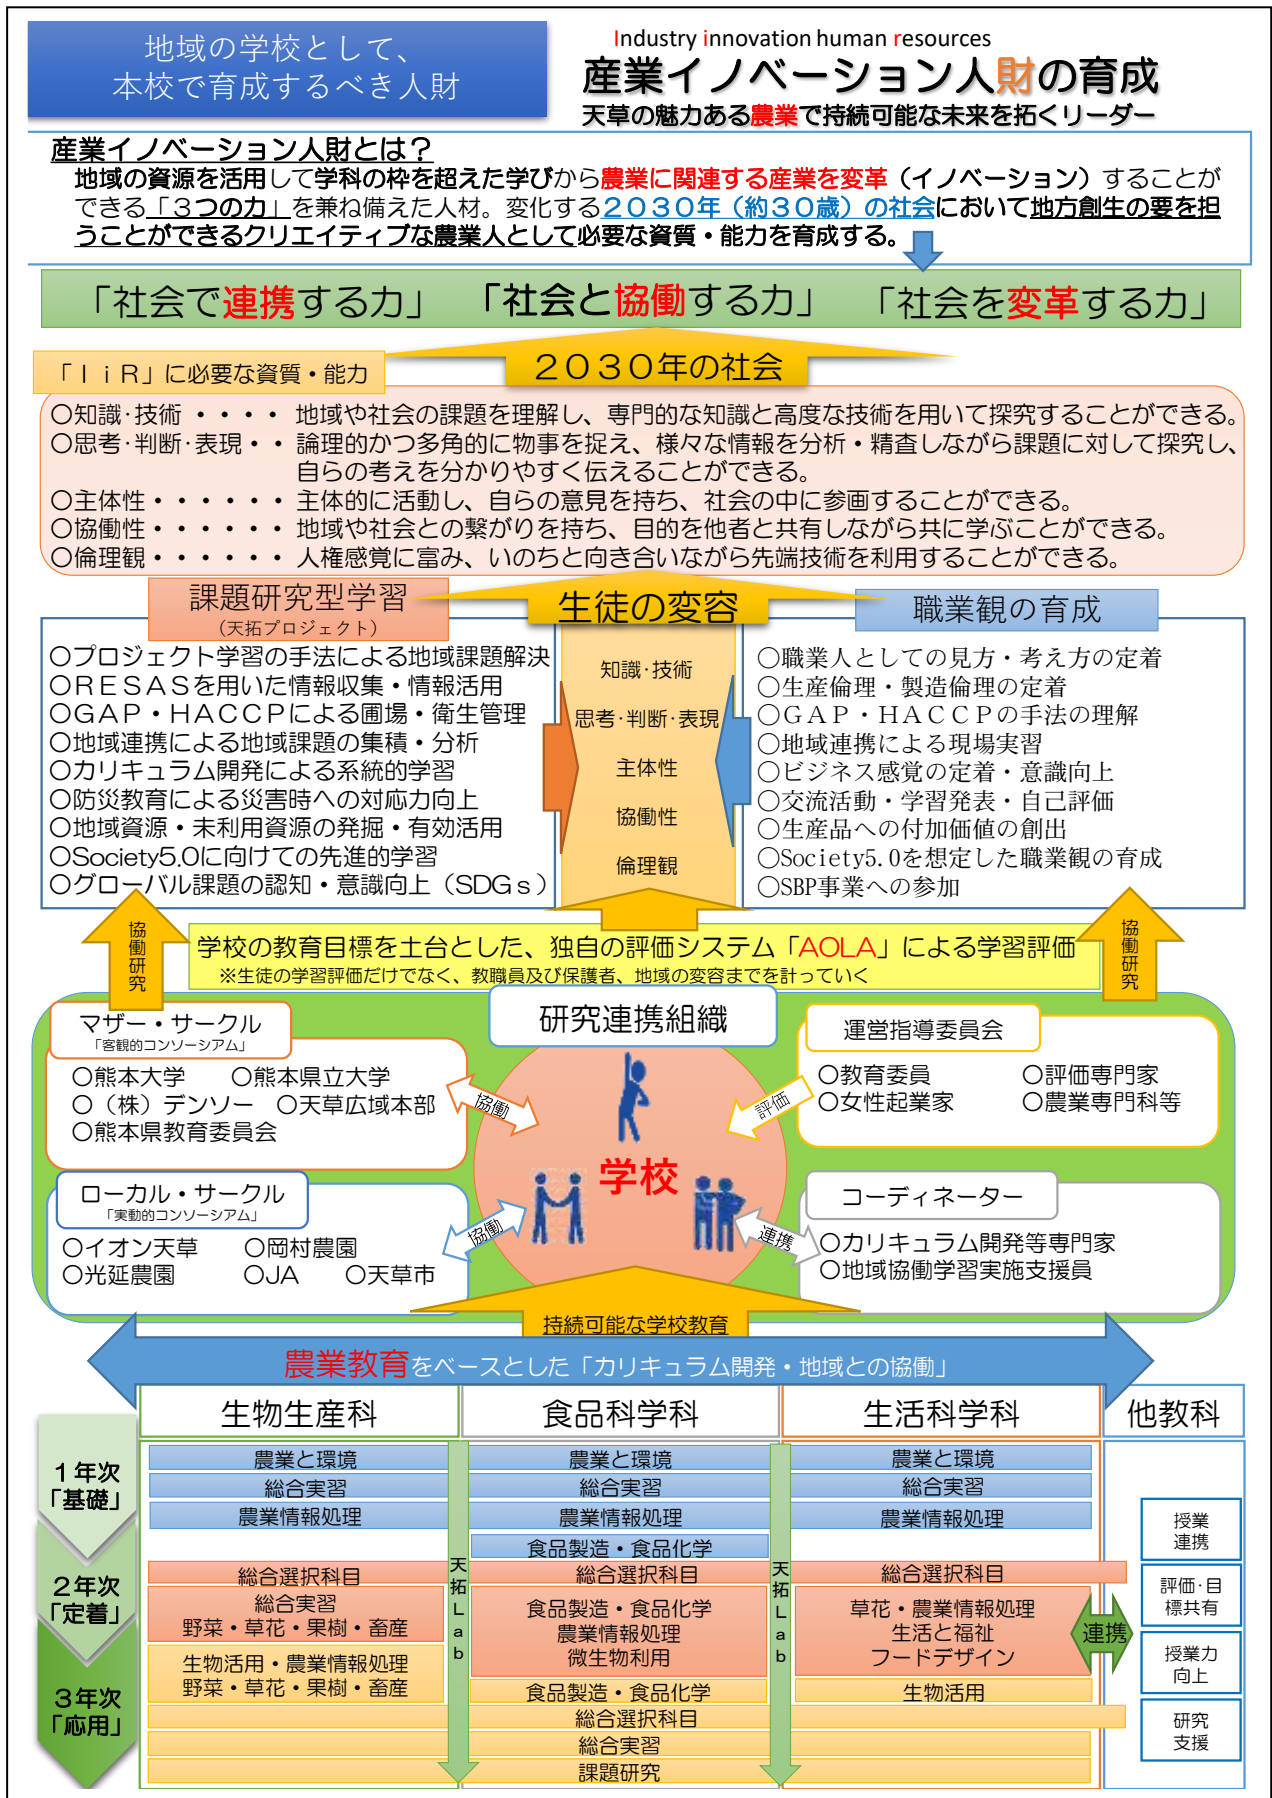 地域の学校として、
本校で育成するべき人財
Industry innovation human resources
産業イノベーション人財の育成
天草の魅力ある農業で持続可能な未来を拓くリーダー
産業イノベーション人財とは？
地域の資源を活用して学科の枠を超えた学びから農業に関連する産業を変革（イノベーション）することが
できる「３つの力」を兼ね備えた人材。変化する２０３０年（約３０歳）の社会において地方創生の要を担
うことができるクリエイティブな農業人として必要な資質・能力を育成する。
「社会で連携する力」 「社会と協働する力」 「社会を変革する力」
２０３０年の社会
「ＩｉＲ」に必要な資質・能力
〇知識･技術 ・・・・ 地域や社会の課題を理解し、専門的な知識と高度な技術を用いて探究することができる。
〇思考･判断･表現・・ 論理的かつ多角的に物事を捉え、様々な情報を分析・精査しながら課題に対して探究し、
自らの考えを分かりやすく伝えることができる。
〇主体性・・・・・・ 主体的に活動し、自らの意見を持ち、社会の中に参画することができる。
〇協働性・・・・・・ 地域や社会との繋がりを持ち、目的を他者と共有しながら共に学ぶことができる。
〇倫理観・・・・・・ 人権感覚に富み、いのちと向き合いながら先端技術を利用することができる。
課題研究型学習
（天拓プロジェクト）
〇プロジェクト学習の手法による地域課題解決
〇ＲＥＳＡＳを用いた情報収集・情報活用
〇ＧＡＰ・ＨＡＣＣＰによる圃場・衛生管理
〇地域連携による地域課題の集積・分析
〇カリキュラム開発による系統的学習
〇防災教育による災害時への対応力向上
〇地域資源・未利用資源の発掘・有効活用
〇Society5.0に向けての先進的学習
〇グローバル課題の認知・意識向上（SDGｓ）
生徒の変容
知識･技術
思考･判断･表現
主体性
協働性
倫理観
職業観の育成
〇職業人としての見方・考え方の定着
〇生産倫理・製造倫理の定着
〇ＧＡＰ・ＨＡＣＣＰの手法の理解
〇地域連携による現場実習
〇ビジネス感覚の定着・意識向上
〇交流活動・学習発表・自己評価
〇生産品への付加価値の創出
〇Society5.0を想定した職業観の育成
〇SBP事業への参加
協働研究
学校の教育目標を土台とした、独自の評価システム「AOLA」による学習評価
※生徒の学習評価だけでなく、教職員及び保護者、地域の変容までを計っていく
協働研究
研究連携組織
マザー・サークル
「客観的コンソーシアム」
〇熊本大学 〇熊本県立大学
〇（株）デンソー 〇天草広域本部
〇熊本県教育委員会
協働
運営指導委員会
〇教育委員 〇評価専門家
〇女性起業家 〇農業専門科等
評価
学校
ローカル・サークル
「実動的コンソーシアム」
〇イオン天草 〇岡村農園
〇光延農園 〇JA 〇天草市
協働
コーディネーター
〇カリキュラム開発等専門家
〇地域協働学習実施支援員
連携
持続可能な学校教育
農業教育をベースとした「カリキュラム開発・地域との協働」
生物生産科 食品科学科 生活科学科 他教科
１年次
「基礎」
２年次
「定着」
３年次
「応用」
農業と環境 農業と環境 農業と環境
総合実習 総合実習 総合実習
農業情報処理 農業情報処理 農業情報処理
食品製造・食品化学
総合選択科目 総合選択科目 総合選択科目
総合実習
野菜・草花・果樹・畜産
食品製造・食品化学
農業情報処理
微生物利用
草花・農業情報処理
生活と福祉
フードデザイン
生物活用・農業情報処理
野菜・草花・果樹・畜産
食品製造・食品化学
生物活用
総合選択科目
総合実習
課題研究
天拓Ｌａｂ
天拓Ｌａｂ
連携
授業
連携
評価･目
標共有
授業力
向上
研究
支援